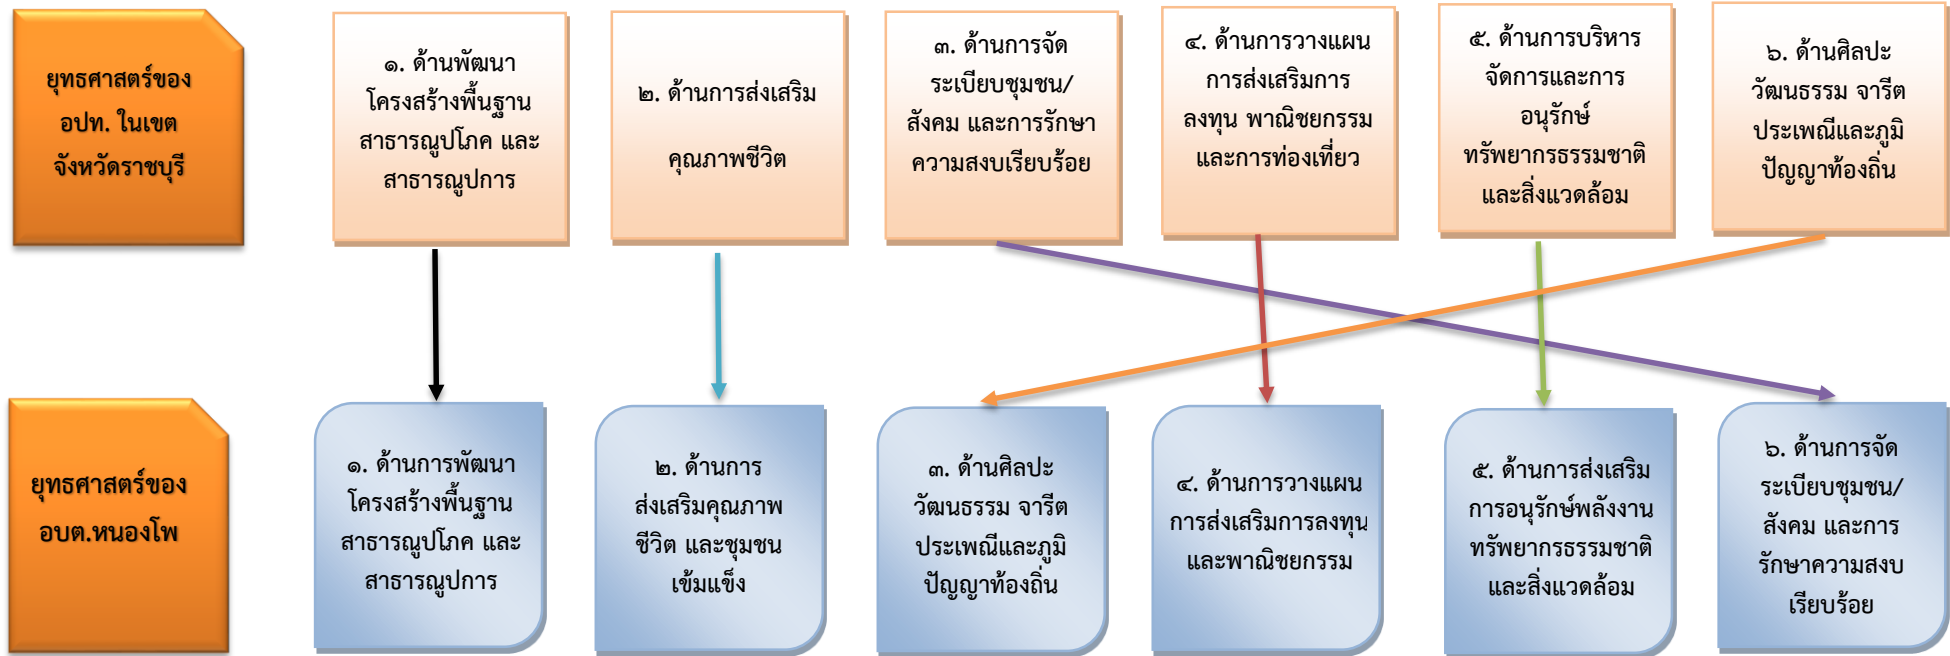 ยุทธศาสตร์ของ
อปท. ในเขต
จังหวัดราชบุรี
๑. ด้านพัฒนา
โครงสร้างพื้นฐาน
สาธารณูปโภค และ
สาธารณูปการ
๒. ด้านการส่งเสริม
คุณภาพชีวิต
๓. ด้านการจัด
ระเบียบชุมชน/
สังคม และการรักษา
ความสงบเรียบร้อย
๔. ด้านการวางแผน
การส่งเสริมการ
ลงทุน พาณิชยกรรม
และการท่องเที่ยว
๕. ด้านการบริหาร
จัดการและการ
อนุรักษ์
ทรัพยากรธรรมชาติ
และสิ่งแวดล้อม
๖. ด้านศิลปะ
วัฒนธรรม จารีต
ประเพณีและภูมิ
ปัญญาท้องถิ่น
ยุทธศาสตร์ของ
อบต.หนองโพ
๑. ด้านการพัฒนา
โครงสร้างพื้นฐาน
สาธารณูปโภค และ
สาธารณูปการ
๒. ด้านการ
ส่งเสริมคุณภาพ
ชีวิต และชุมชน
เข้มแข็ง
๓. ด้านศิลปะ
วัฒนธรรม จารีต
ประเพณีและภูมิ
ปัญญาท้องถิ่น
๔. ด้านการวางแผน
การส่งเสริมการลงทุน
และพาณิชยกรรม
๕. ด้านการส่งเสริม
การอนุรักษ์พลังงาน
ทรัพยากรธรรมชาติ
และสิ่งแวดล้อม
๖. ด้านการจัด
ระเบียบชุมชน/
สังคม และการ
รักษาความสงบ
เรียบร้อย